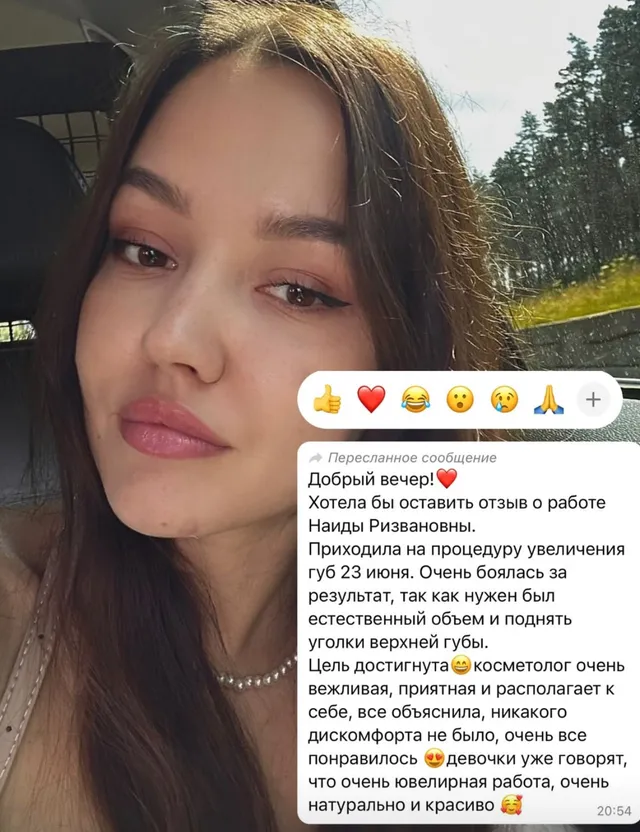 Пересланное сообщение
Добрый вечер!❤️
Хотела бы оставить отзыв о работе
Наиды Ризвановны.
Приходила на процедуру увеличения
губ 23 июня. Очень боялась за
результат, так как нужен был
естественный объем и поднять
уголки верхней губы.
Цель достигнута😄косметолог очень
вежливая, приятная и располагает к
себе, все объяснила, никакого
дискомфорта не было, очень все
понравилось 😍девочки уже говорят,
что очень ювелирная работа, очень
натурально и красиво 🥰
20:54